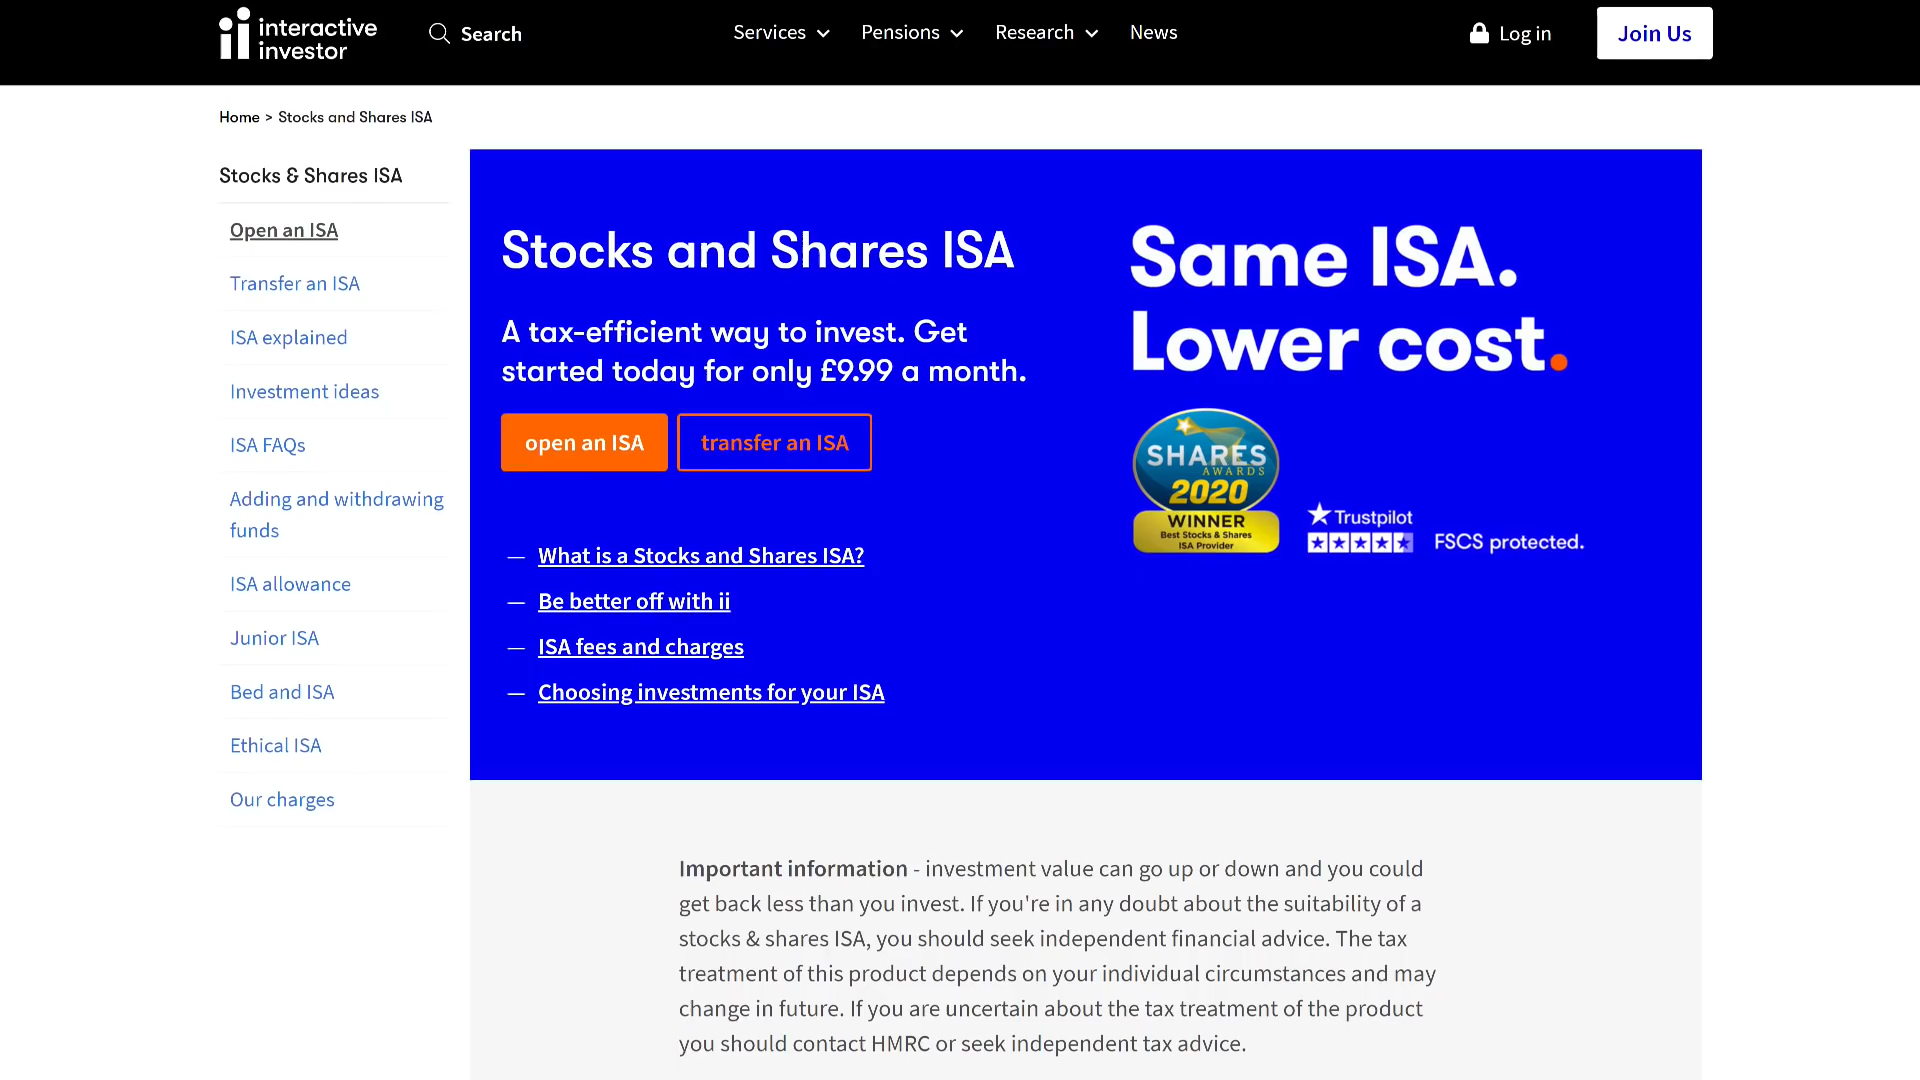 interactive
investor
Search
Services
Pensions
Research
News
Log in
Join Us
Home > Stocks and Shares ISA
Stocks & Shares ISA
Open an ISA
Transfer an ISA
ISA explained
Investment ideas
ISA FAQs
Adding and withdrawing
funds
ISA allowance
Junior ISA
Bed and ISA
Ethical ISA
Our charges
Stocks and Shares ISA
A tax-efficient way to invest. Get
started today for only £9.99 a month.
open an ISA
transfer an ISA
— What is a Stocks and Shares ISA?
— Be better off with ii
— ISA fees and charges
— Choosing investments for your ISA
Same ISA.
Lower cost.
SHARES
AWARDS
2020
WINNER
Best Stocks & Shares
ISA Provider
Trustpilot
FSCS protected.
Important information - investment value can go up or down and you could
get back less than you invest. If you're in any doubt about the suitability of a
stocks & shares ISA, you should seek independent financial advice. The tax
treatment of this product depends on your individual circumstances and may
change in future. If you are uncertain about the tax treatment of the product
you should contact HMRC or seek independent tax advice.